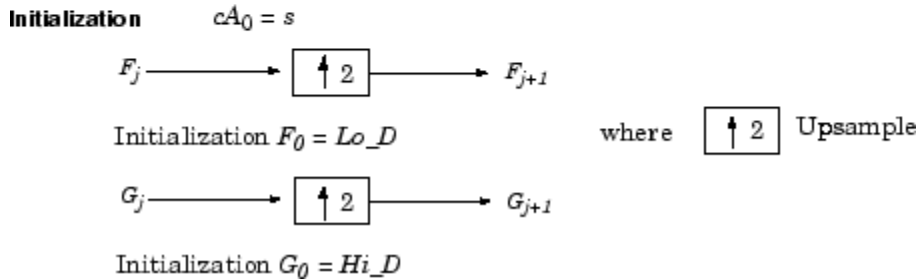 Initialization cA₀ = s
Fⱼ ↑ 2 Fⱼ₊₁
Initialization F₀ = Lo_D where ↑ 2 Upsample
Gⱼ ↑ 2 Gⱼ₊₁
Initialization G₀ = Hi_D